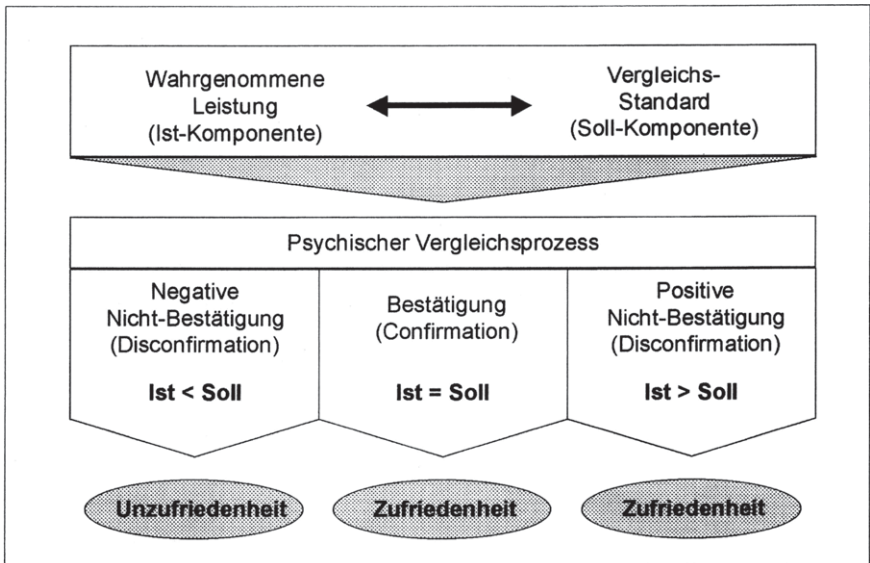 Wahrgenommene
Leistung
(Ist-Komponente)
Vergleichs-
Standard
(Soll-Komponente)
Psychischer Vergleichsprozess
Negative
Nicht-Bestätigung
(Disconfirmation)
Ist < Soll
Bestätigung
(Confirmation)
Ist = Soll
Positive
Nicht-Bestätigung
(Disconfirmation)
Ist > Soll
Unzufriedenheit
Zufriedenheit
Zufriedenheit